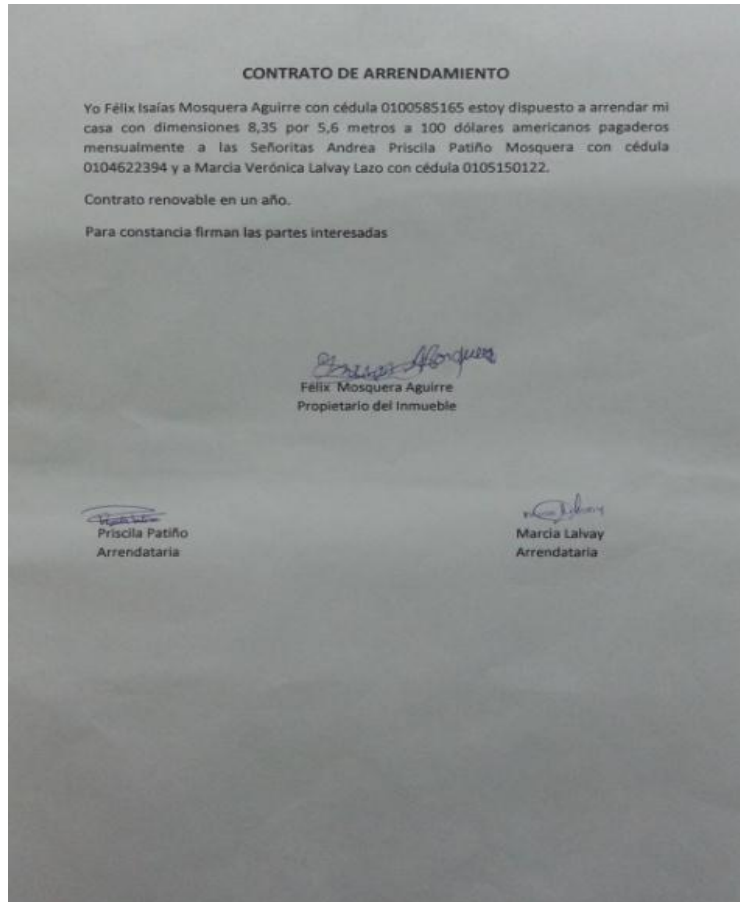 CONTRATO DE ARRENDAMIENTO
Yo Félix Isaías Mosquera Aguirre con cédula 0100585165 estoy dispuesto a arrendar mi
casa con dimensiones 8,35 por 5,6 metros a 100 dólares americanos pagaderos
mensualmente a las Señoritas Andrea Priscila Patiño Mosquera con cédula
0104622394 y a Marcia Verónica Lalvay Lazo con cédula 0105150122.
Contrato renovable en un año.
Para constancia firman las partes interesadas
Mosquera
Félix Mosquera Aguirre
Propietario del Inmueble
Priscila Patiño
Arrendataria
Lalvay
Marcia Lalvay
Arrendataria